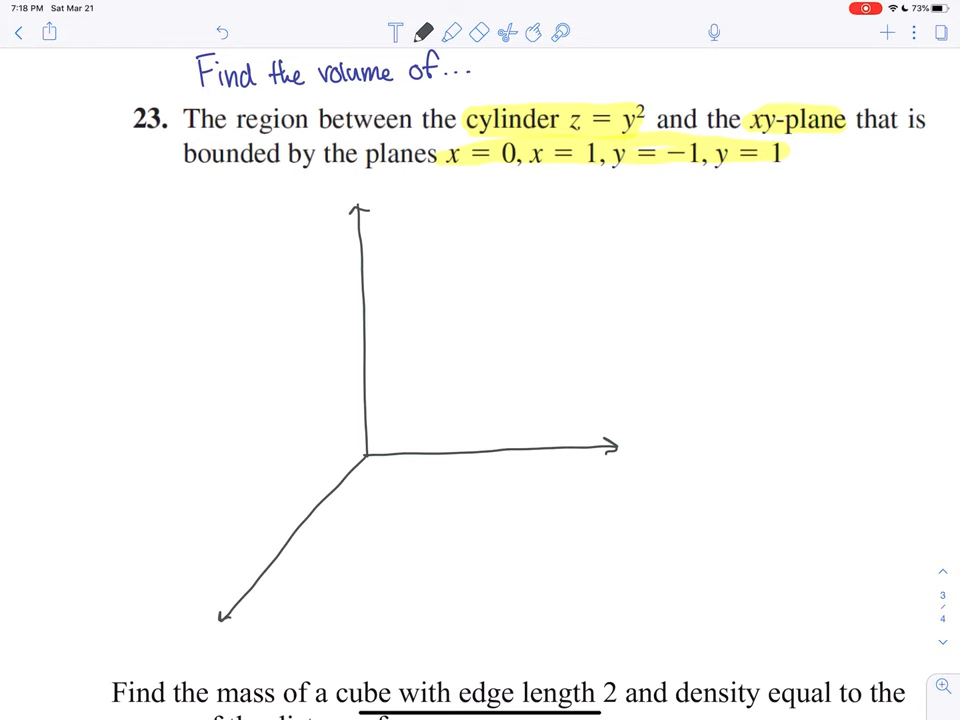 7:18 PM Sat Mar 21
73%
Find the volume of...
23. The region between the cylinder z = y² and the xy-plane that is
bounded by the planes x = 0, x = 1, y = −1, y = 1
3
/
4
Find the mass of a cube with edge length 2 and density equal to the